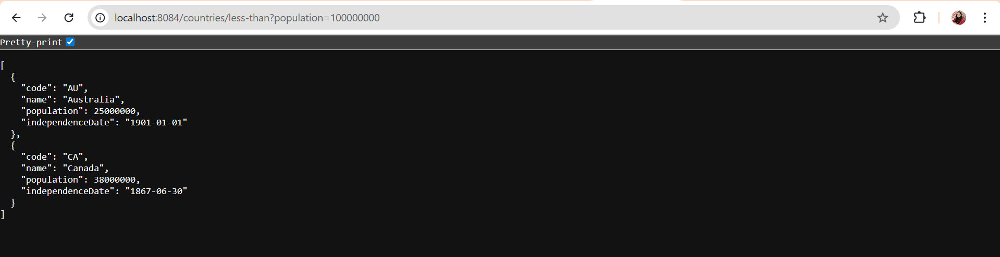 localhost:8084/countries/less-than?population=100000000
Pretty-print
[
  {
    "code": "AU",
    "name": "Australia",
    "population": 25000000,
    "independenceDate": "1901-01-01"
  },
  {
    "code": "CA",
    "name": "Canada",
    "population": 38000000,
    "independenceDate": "1867-06-30"
  }
]